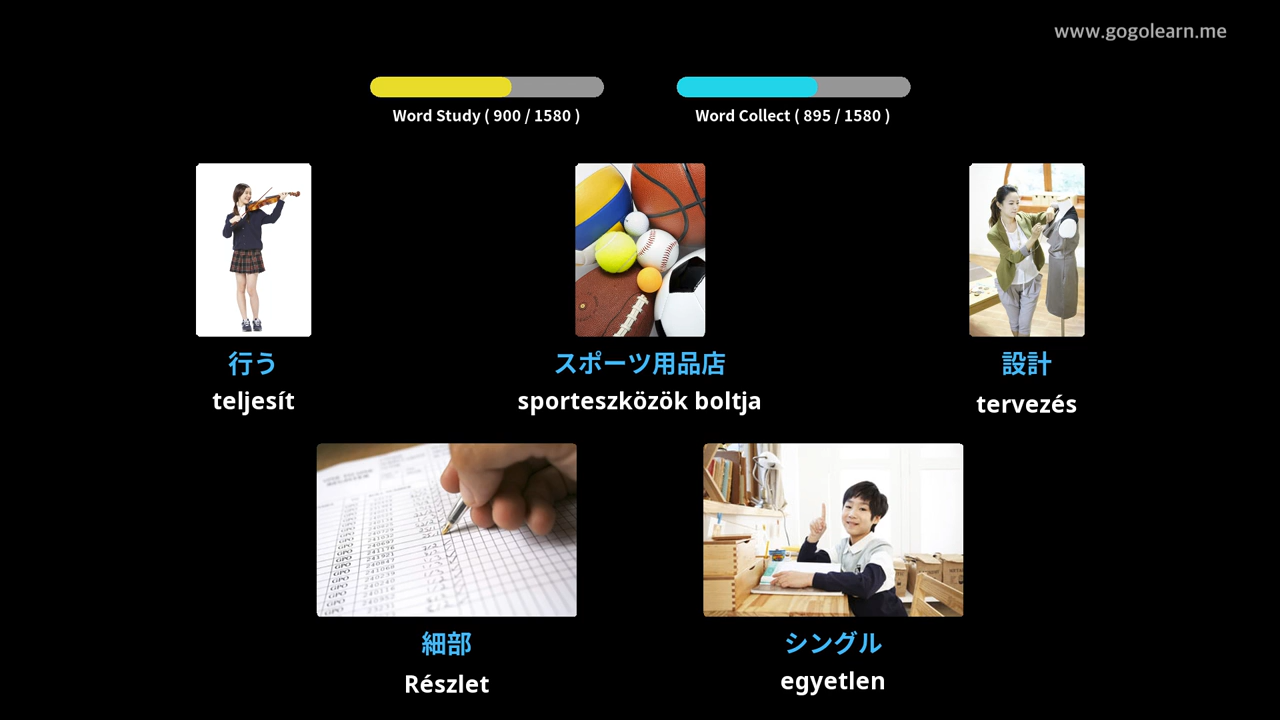 www.gogolearn.me
Word Study ( 900 / 1580 )
Word Collect ( 895 / 1580 )
行う
teljesít
スポーツ用品店
sporteszközök boltja
設計
tervezés
細部
Részlet
シングル
egyetlen